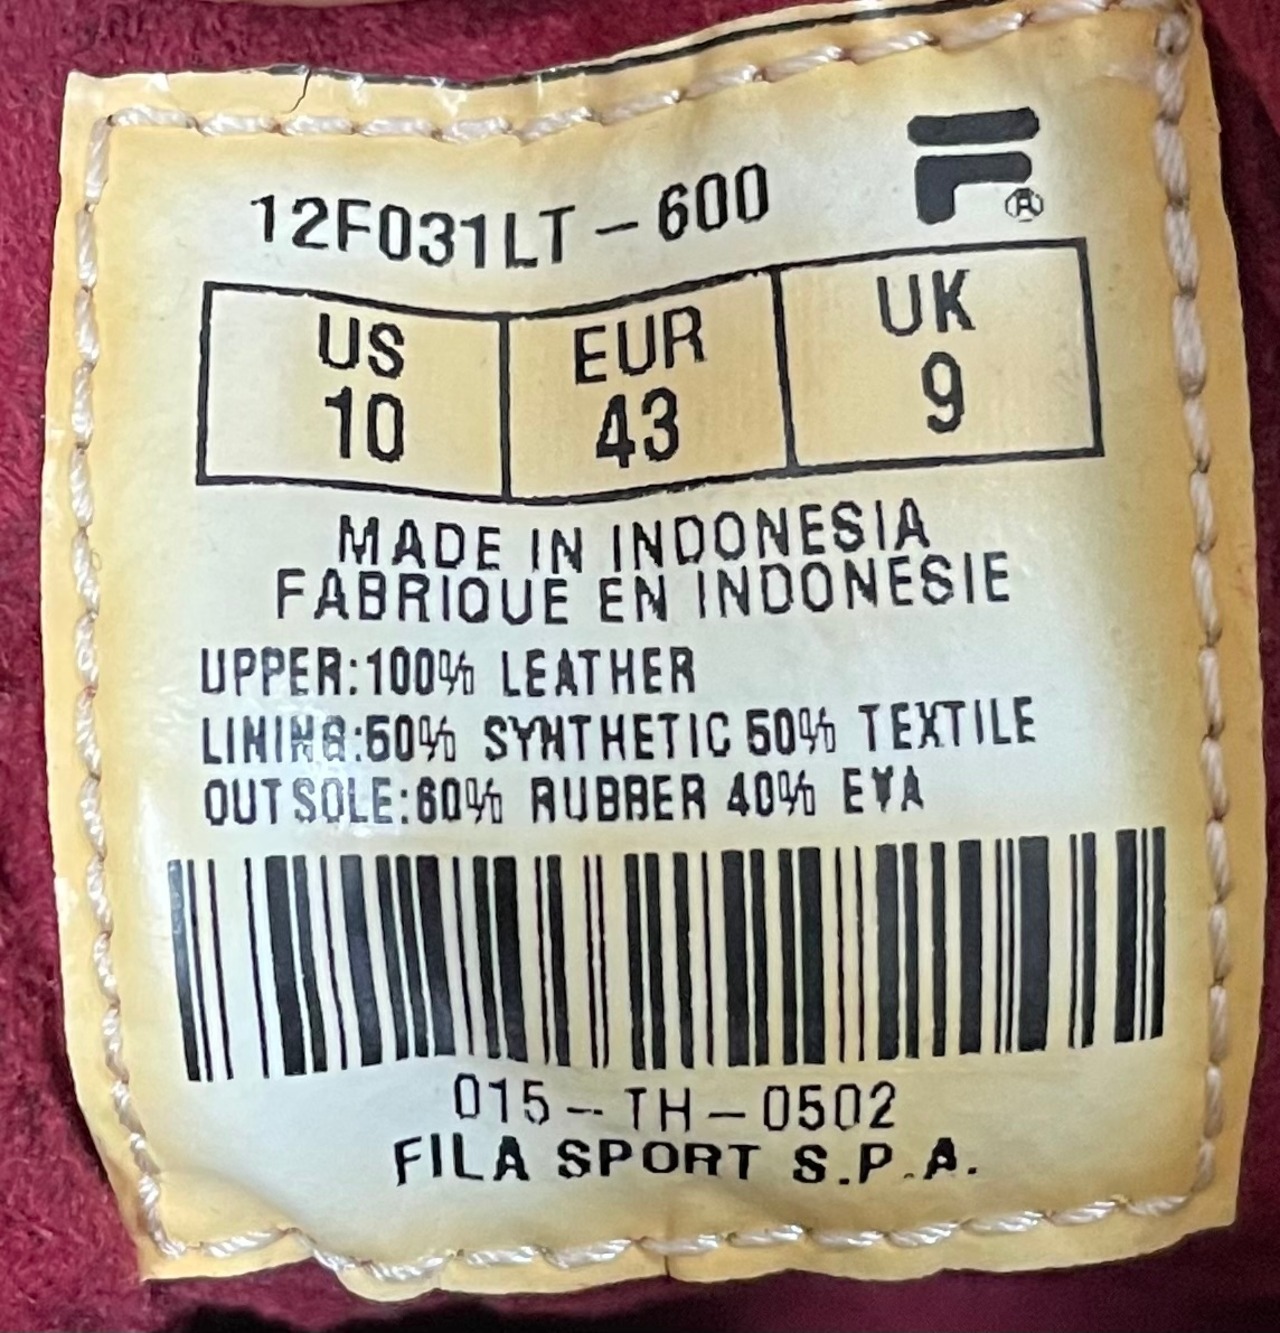 12F031LT-600
F®
US EUR UK
10 43 9
MADE IN INDONESIA
FABRIQUE EN INDONESIE
UPPER:100% LEATHER
LINING:50% SYNTHETIC 50% TEXTILE
OUTSOLE:60% RUBBER 40% EVA
015-TH-0502
FILA SPORT S.P.A.